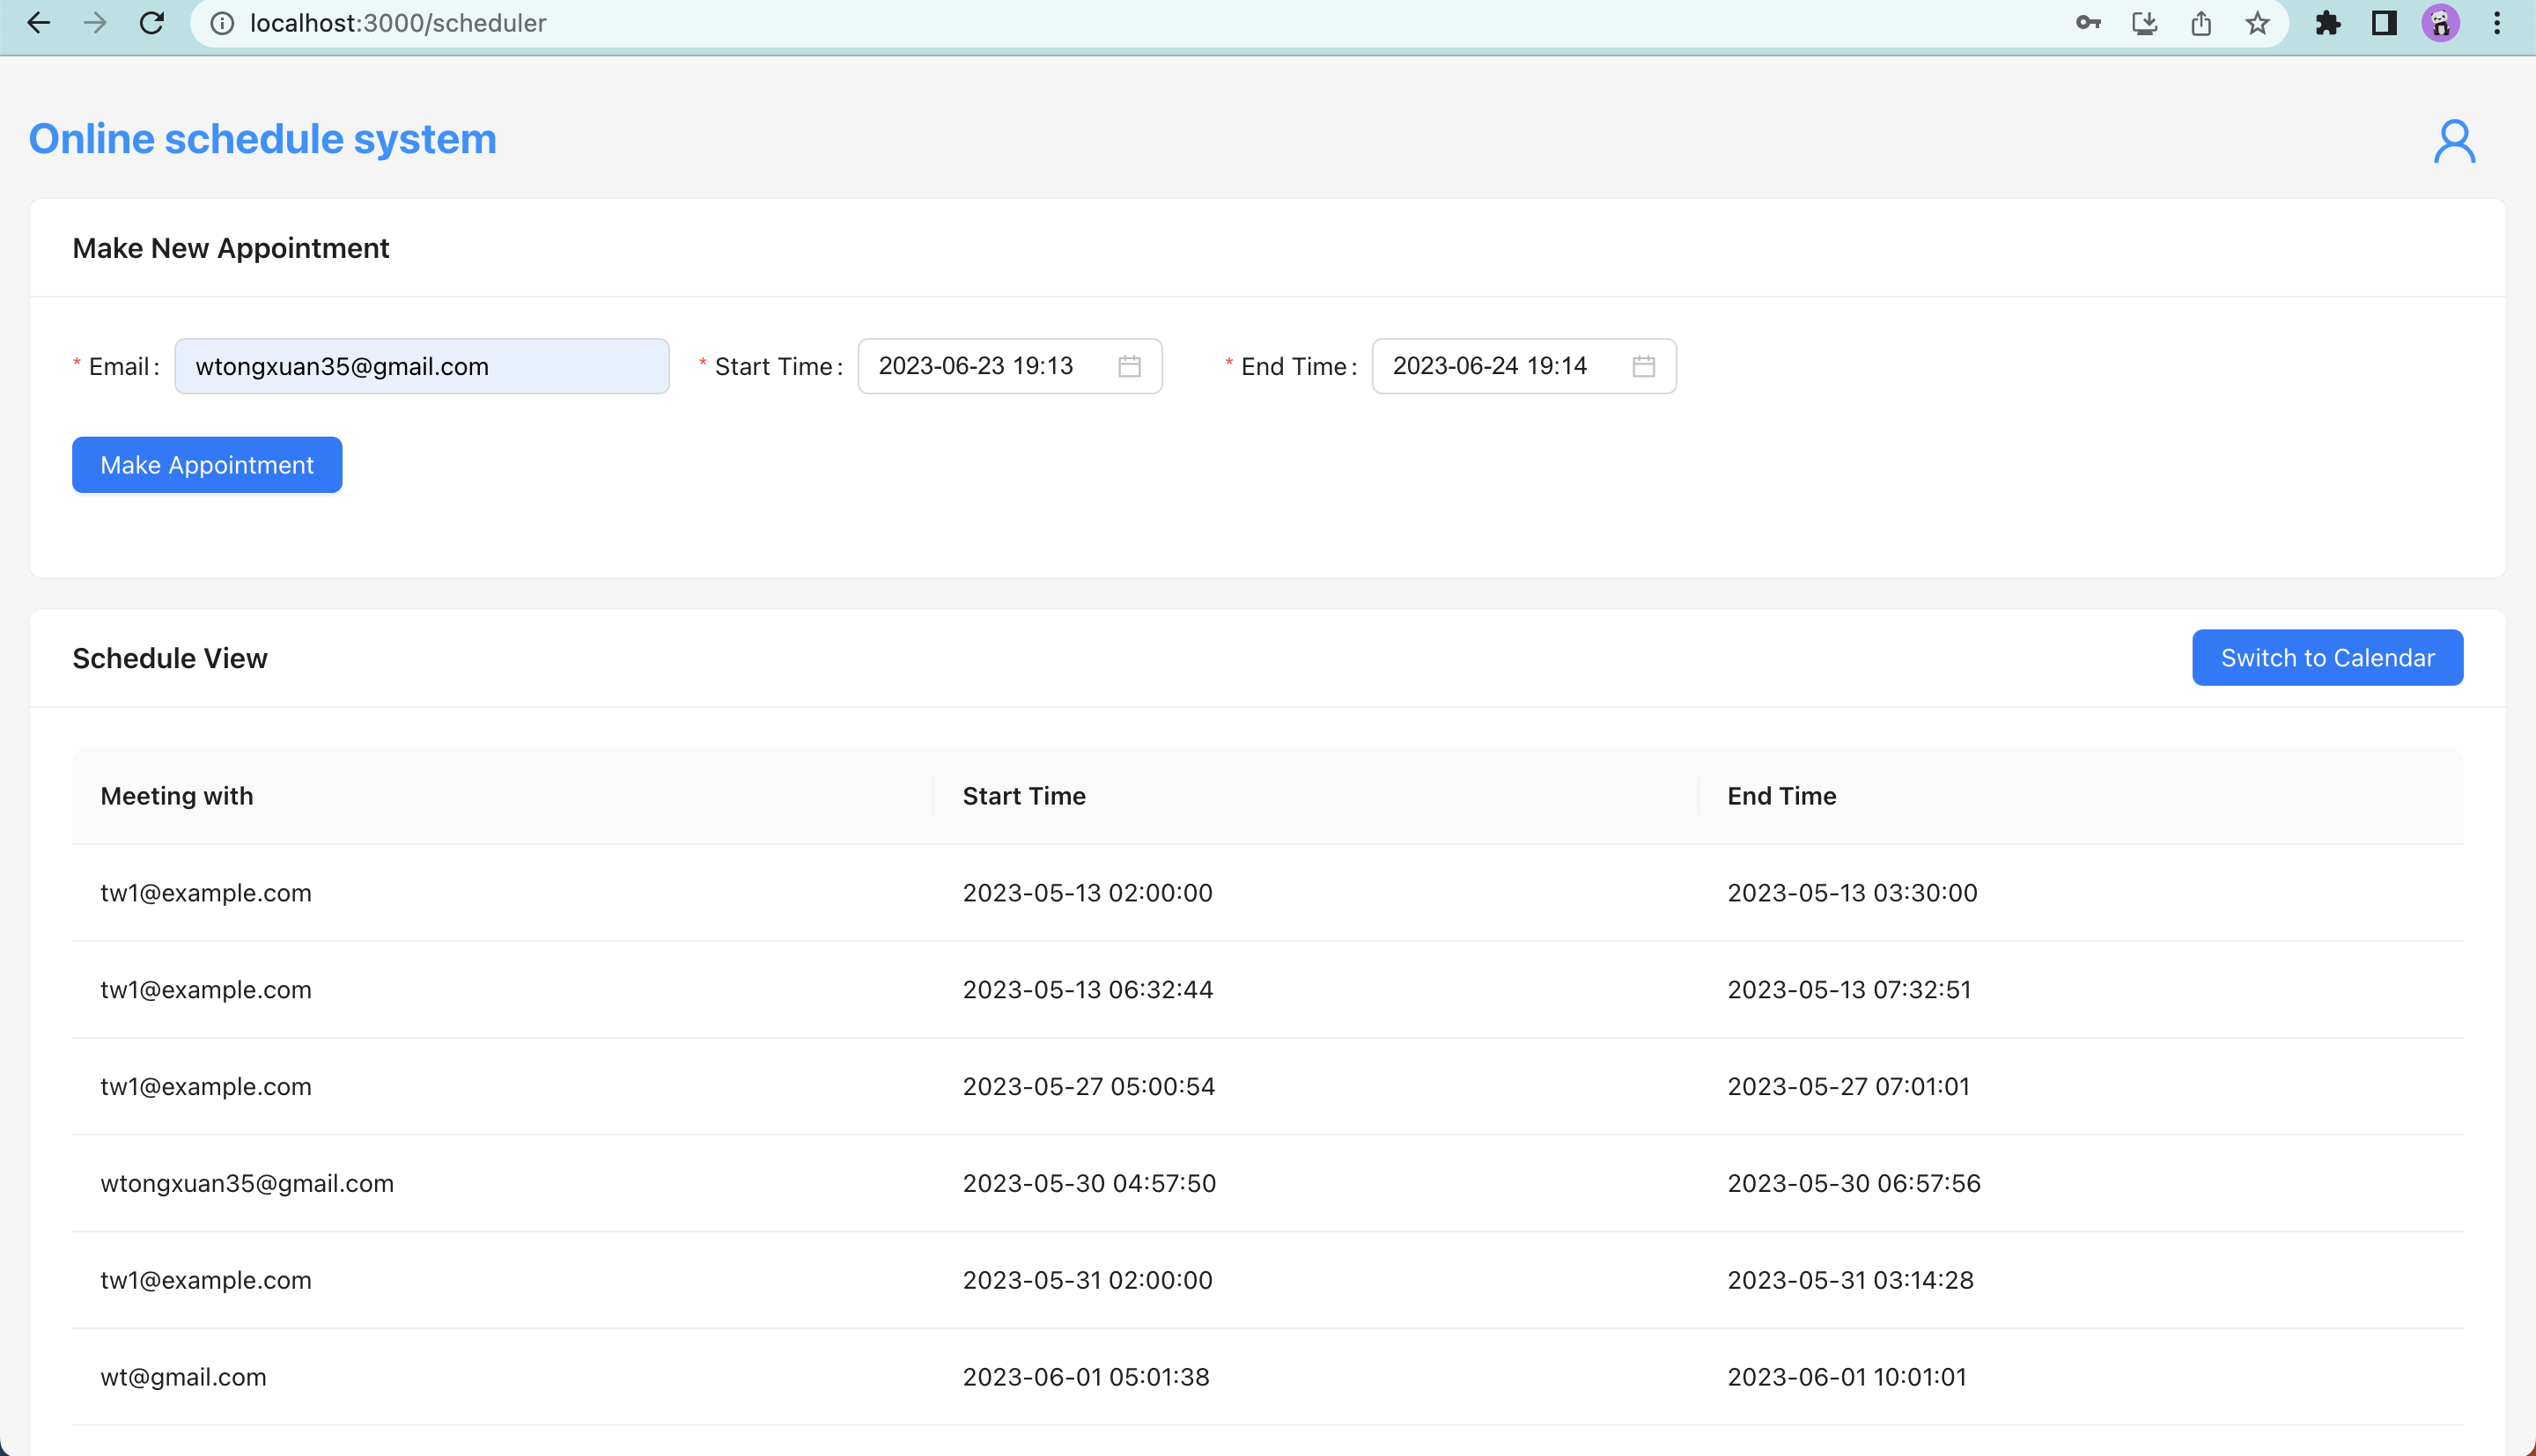 localhost:3000/scheduler
Online schedule system
Make New Appointment
* Email: wtongxuan35@gmail.com * Start Time: 2023-06-23 19:13 * End Time: 2023-06-24 19:14
Make Appointment
Schedule View Switch to Calendar
Meeting with Start Time End Time
tw1@example.com 2023-05-13 02:00:00 2023-05-13 03:30:00
tw1@example.com 2023-05-13 06:32:44 2023-05-13 07:32:51
tw1@example.com 2023-05-27 05:00:54 2023-05-27 07:01:01
wtongxuan35@gmail.com 2023-05-30 04:57:50 2023-05-30 06:57:56
tw1@example.com 2023-05-31 02:00:00 2023-05-31 03:14:28
wt@gmail.com 2023-06-01 05:01:38 2023-06-01 10:01:01